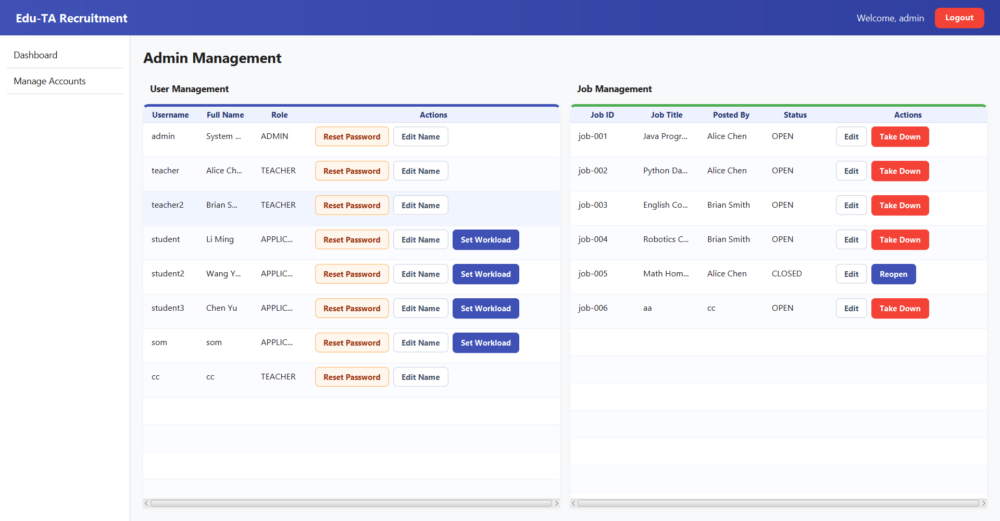 Edu-TA Recruitment
Welcome, admin
Logout
Dashboard
Manage Accounts
Admin Management
User Management
Username Full Name Role Actions
admin System ... ADMIN Reset Password Edit Name
teacher Alice Ch... TEACHER Reset Password Edit Name
teacher2 Brian S... TEACHER Reset Password Edit Name
student Li Ming APPLIC... Reset Password Edit Name Set Workload
student2 Wang Y... APPLIC... Reset Password Edit Name Set Workload
student3 Chen Yu APPLIC... Reset Password Edit Name Set Workload
som som APPLIC... Reset Password Edit Name Set Workload
cc cc TEACHER Reset Password Edit Name
Job Management
Job ID Job Title Posted By Status Actions
job-001 Java Progr... Alice Chen OPEN Edit Take Down
job-002 Python Da... Alice Chen OPEN Edit Take Down
job-003 English Co... Brian Smith OPEN Edit Take Down
job-004 Robotics C... Brian Smith OPEN Edit Take Down
job-005 Math Hom... Alice Chen CLOSED Edit Reopen
job-006 aa cc OPEN Edit Take Down